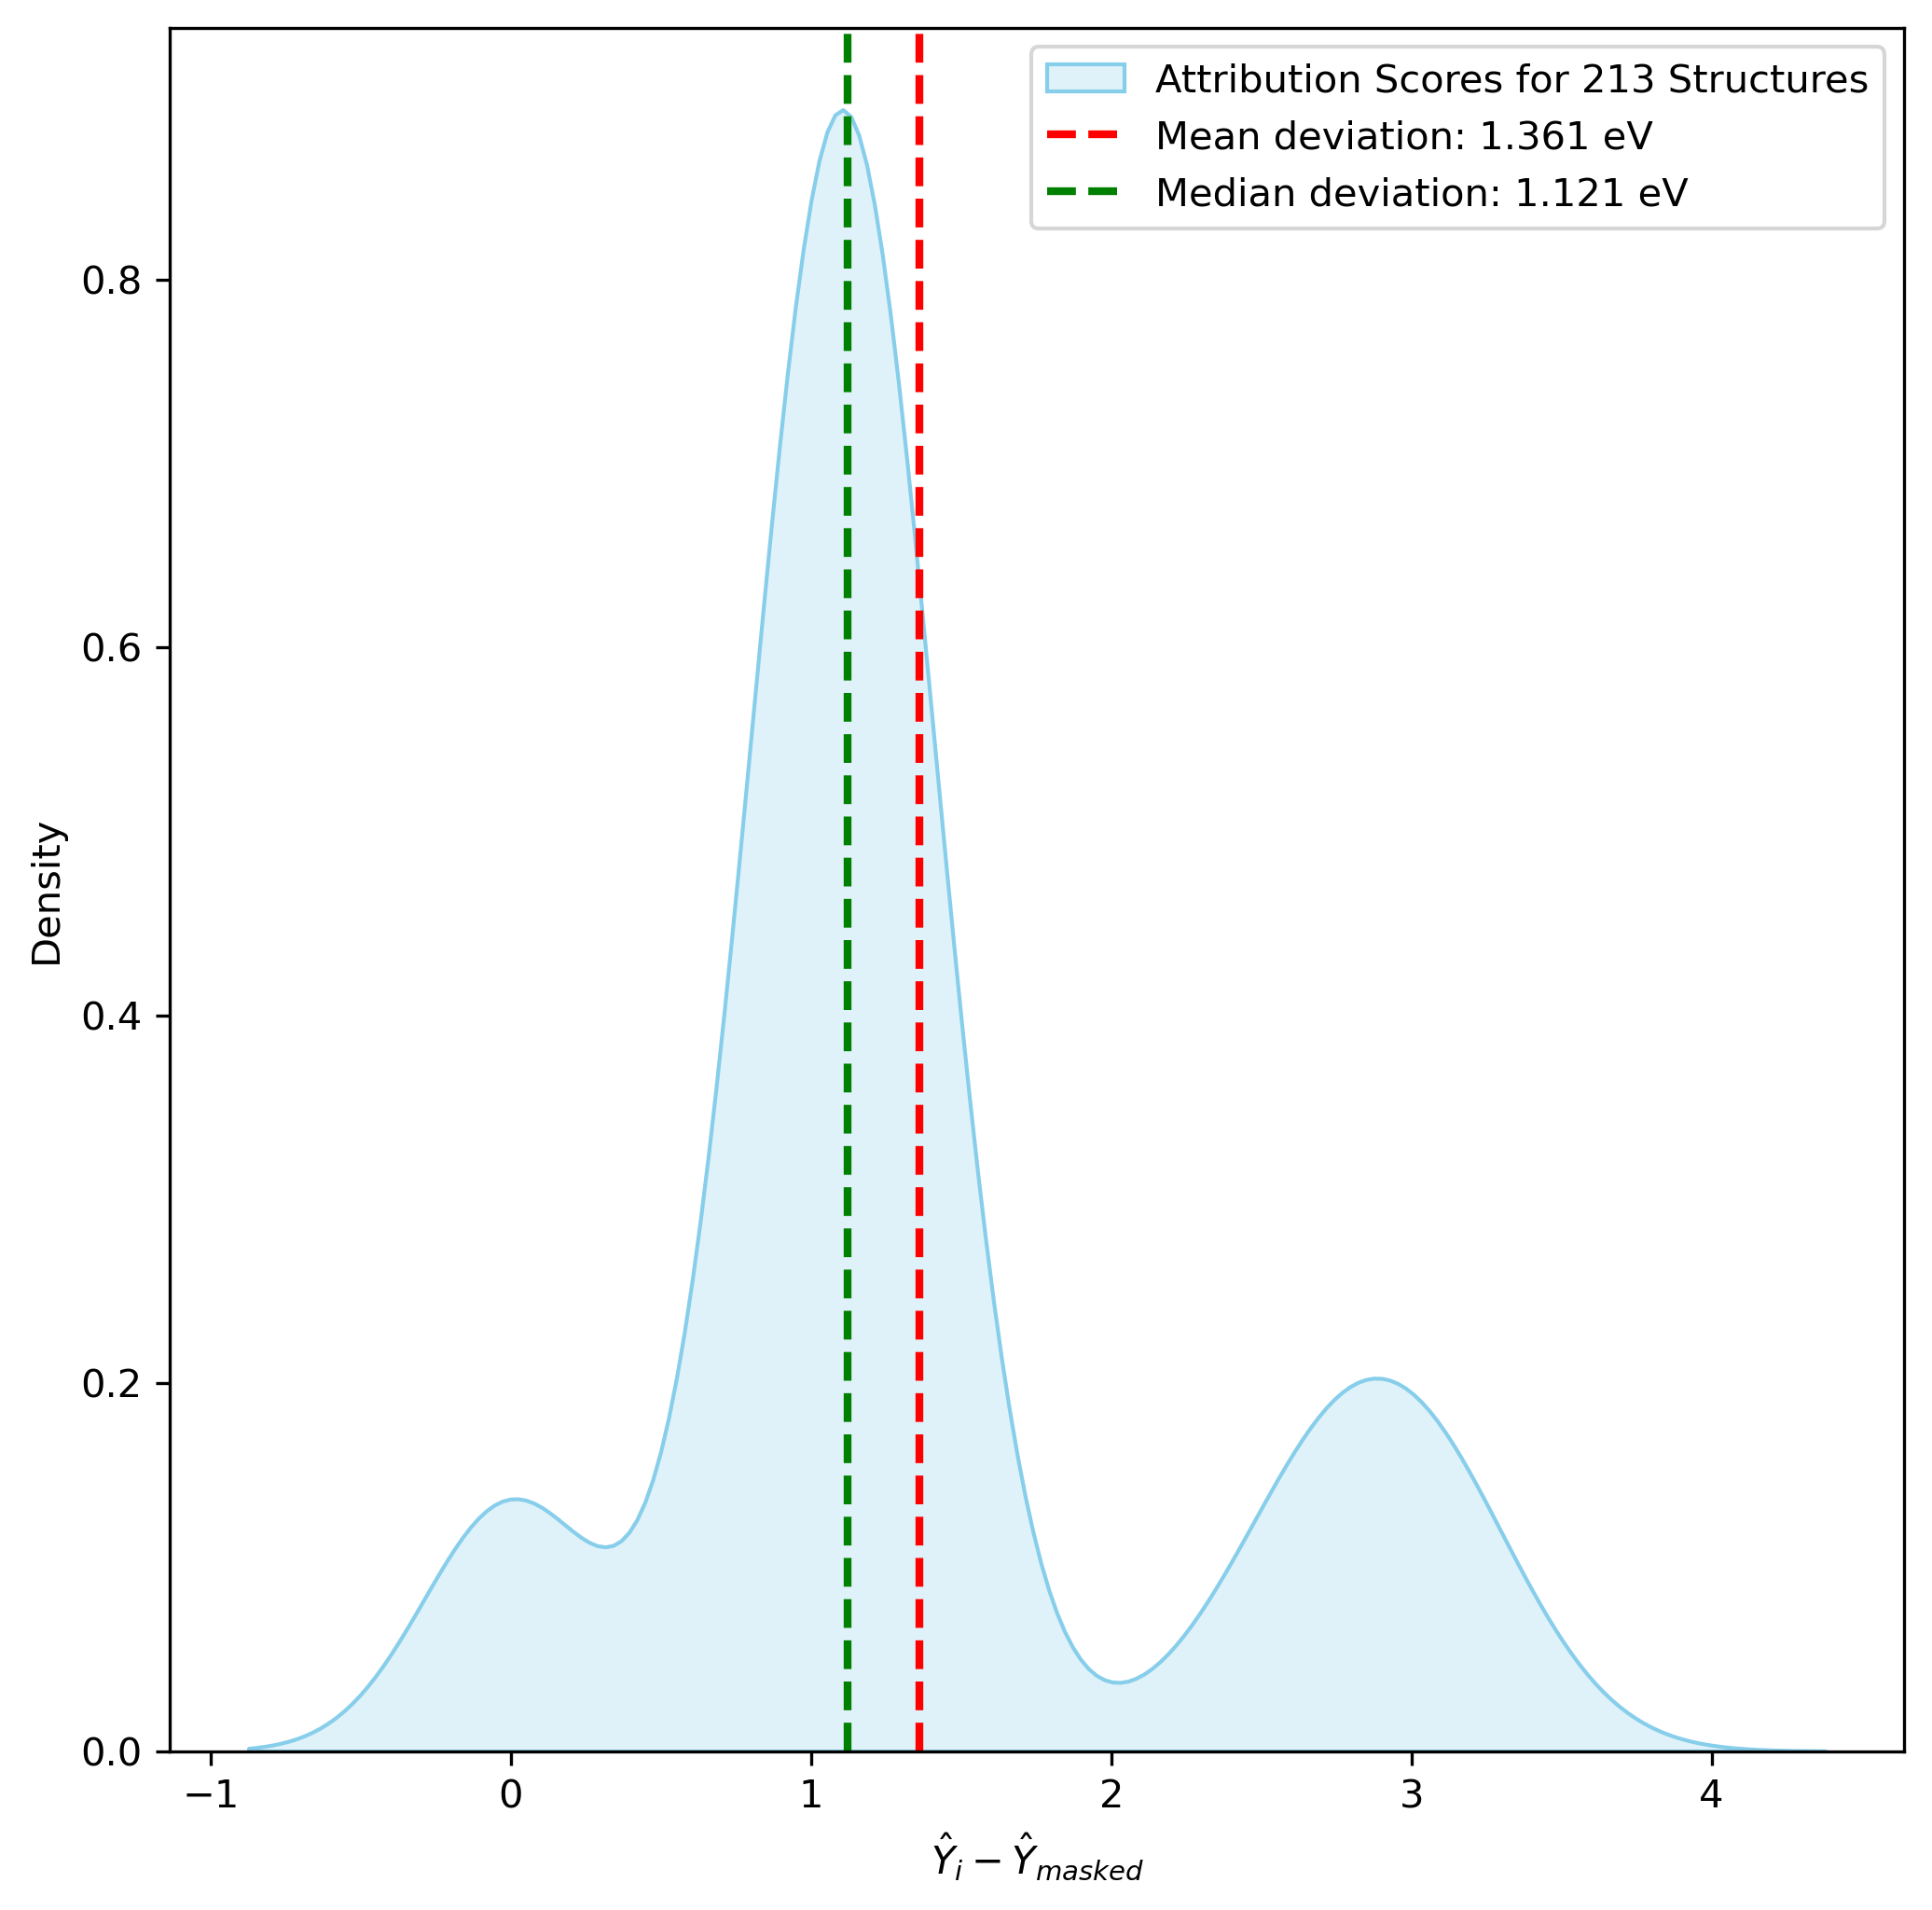 Attribution Scores for 213 Structures
Mean deviation: 1.361 eV
Median deviation: 1.121 eV
0.8
0.6
0.4
0.2
0.0
Density
−1 0 1 2 3 4
Ŷᵢ − Ŷ_masked